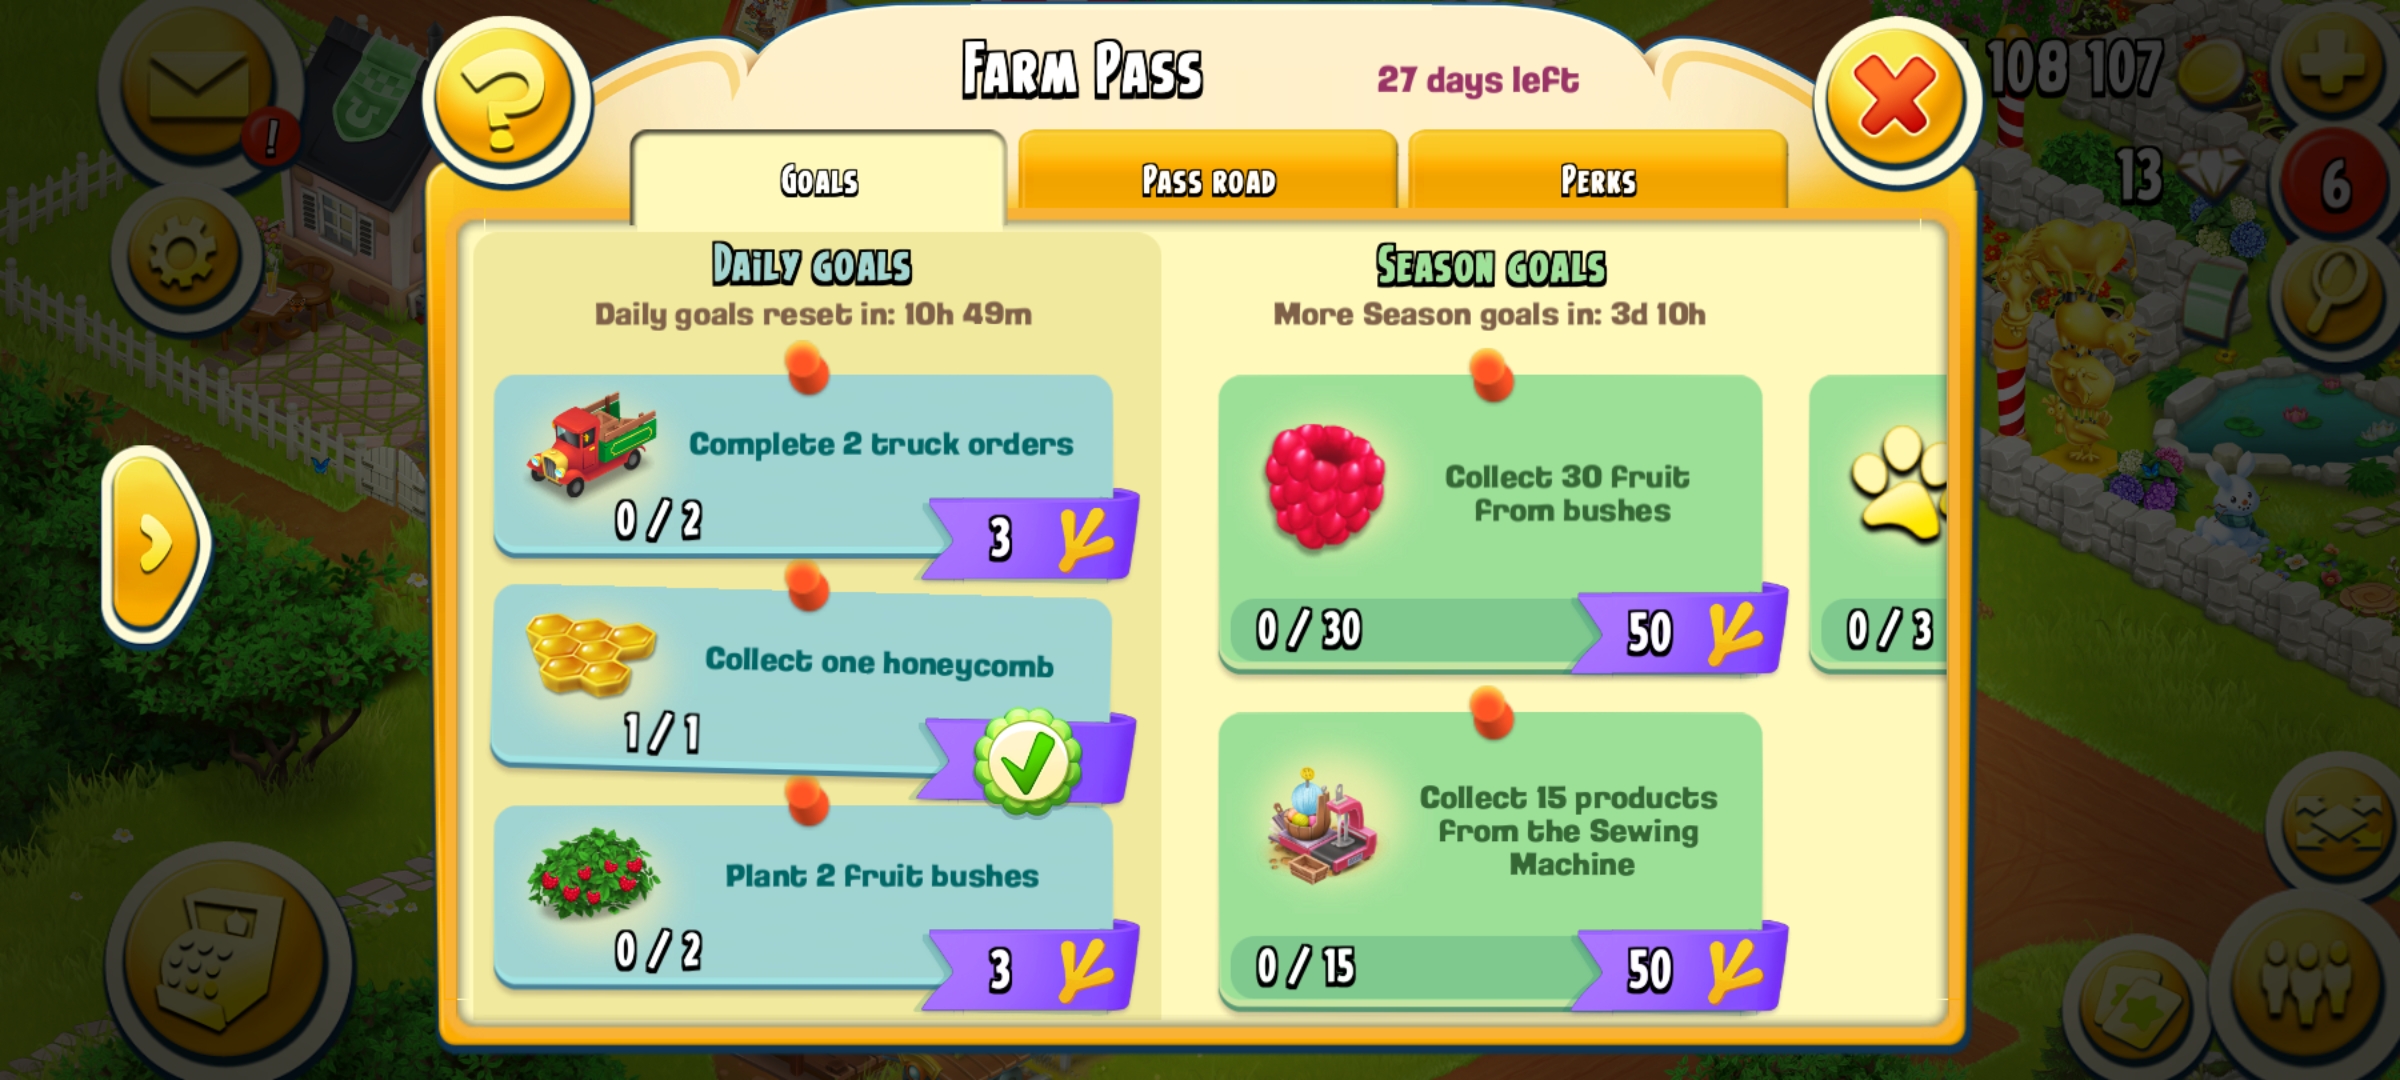 FARM PASS
27 days left
108 107
13
6
!
GOALS
PASS ROAD
PERKS
DAILY GOALS
Daily goals reset in: 10h 49m
Complete 2 truck orders
0 / 2
3
Collect one honeycomb
1 / 1
Plant 2 fruit bushes
0 / 2
3
SEASON GOALS
More Season goals in: 3d 10h
Collect 30 fruit
from bushes
0 / 30
50
Collect 15 products
from the Sewing
Machine
0 / 15
50
0 / 3